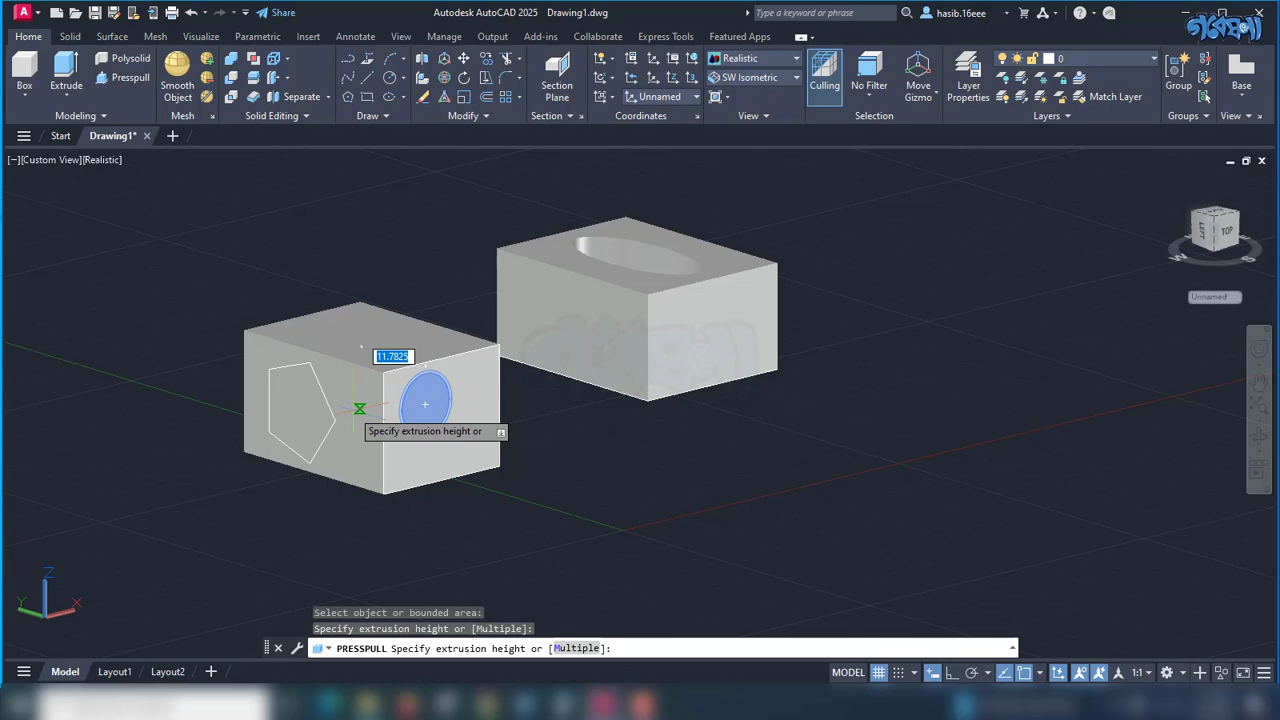 A Share Autodesk AutoCAD 2025 Drawing1.dwg Type a keyword or phrase hasib.16eee গবেষণা
Home Solid Surface Mesh Visualize Parametric Insert Annotate View Manage Output Add-ins Collaborate Express Tools Featured Apps
Box Extrude Polysolid Presspull Smooth Object Separate Section Plane Unnamed Realistic SW Isometric Culling No Filter Move Gizmo Layer Properties 0 Match Layer Group Base
Modeling Mesh Solid Editing Draw Modify Section Coordinates View Selection Layers Groups View
Start Drawing1*
[−][Custom View][Realistic]
LEFT TOP
W S
Unnamed
11.7825
Specify extrusion height or
Z
Y X
Select object or bounded area:
Specify extrusion height or [Multiple]:
PRESSPULL Specify extrusion height or [Multiple]:
Model Layout1 Layout2 MODEL 1:1